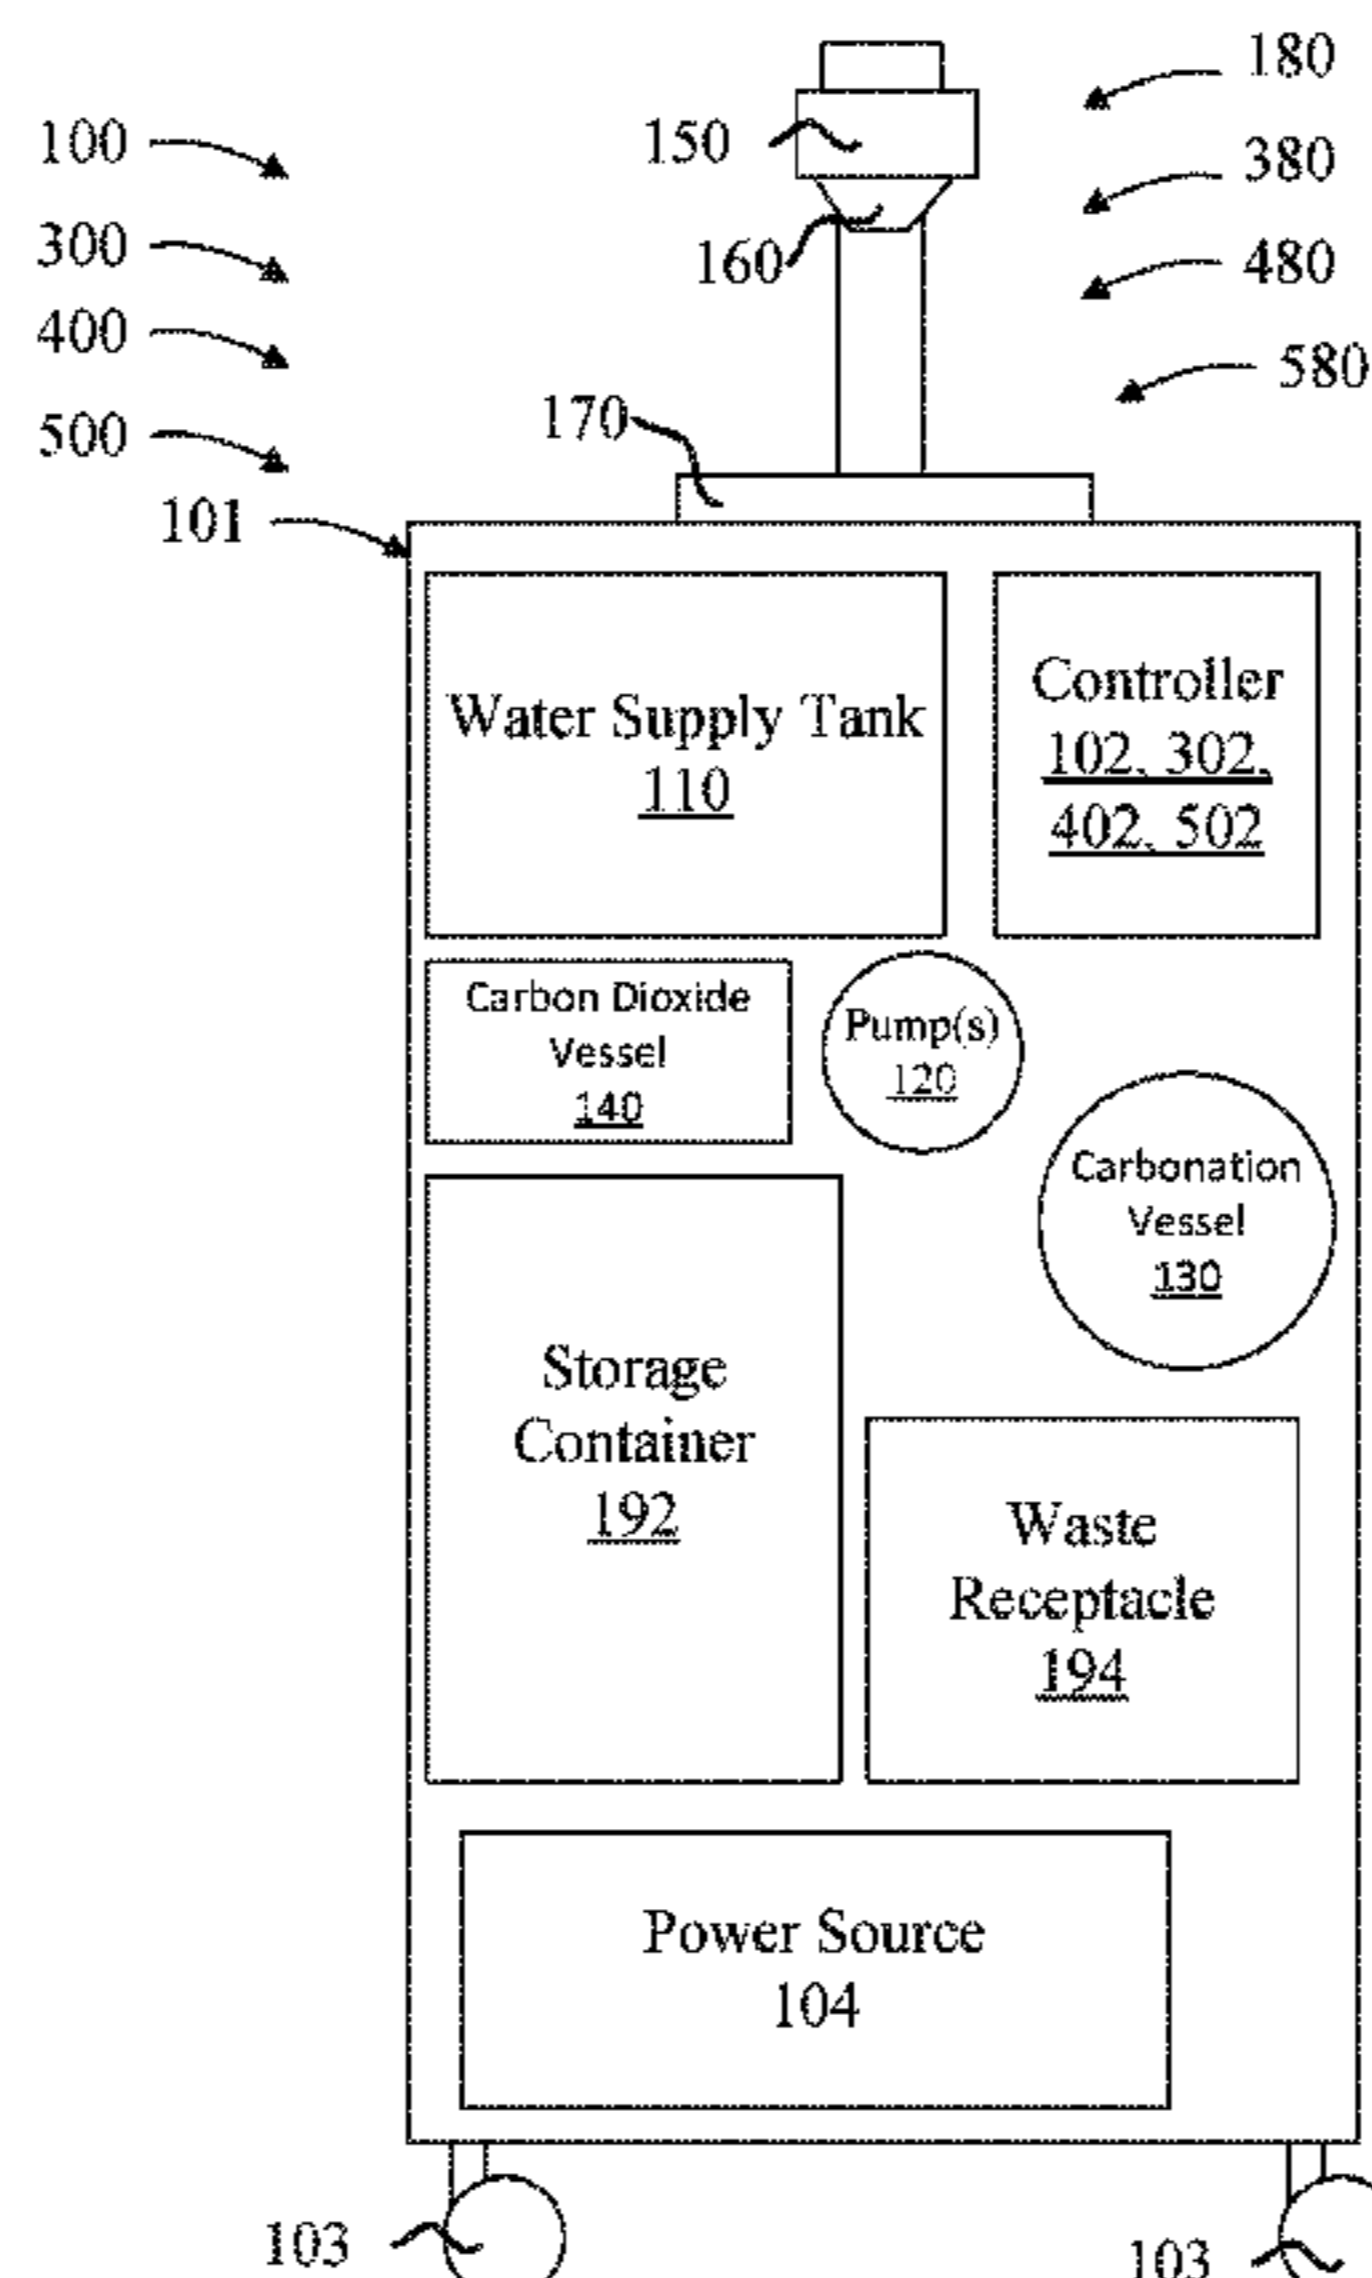 180
100
150
380
300
160
480
400
580
170
500
101
Water Supply Tank
110
Controller
102, 302,
402, 502
Carbon Dioxide
Vessel
140
Pump(s)
120
Carbonation
Vessel
130
Storage
Container
192
Waste
Receptacle
194
Power Source
104
103
103